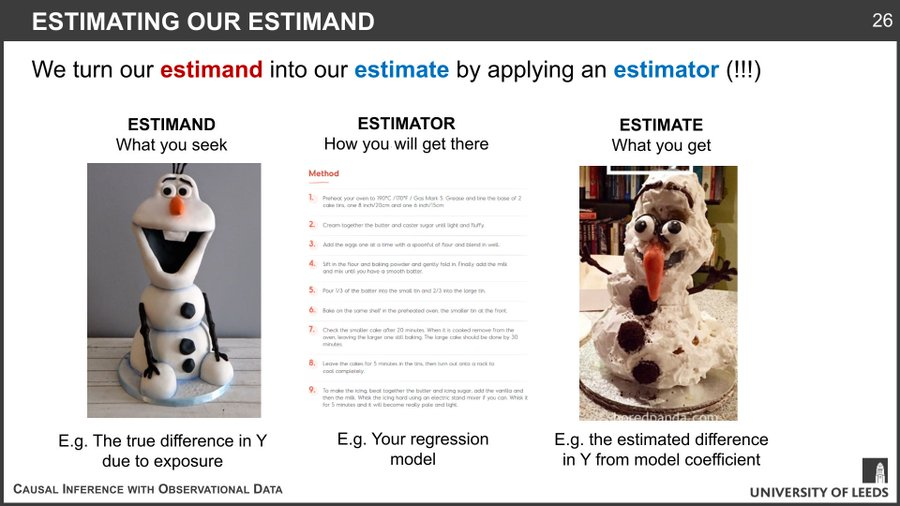 ESTIMATING OUR ESTIMAND
26
We turn our estimand into our estimate by applying an estimator (!!!)
ESTIMAND
What you seek
ESTIMATOR
How you will get there
ESTIMATE
What you get
Method
1. Preheat your oven to 190°C /170°F / Gas Mark 5. Grease and line the base of 2
cake tins, one 8 inch/20cm and one 6 inch/15cm
2. Cream together the butter and caster sugar until light and fluffy.
3. Add the eggs one at a time with a spoonful of flour and blend in well.
4. Sift in the flour and baking powder and gently fold in. Finally add the milk
and mix until you have a smooth batter.
5. Pour 1/3 of the batter into the small tin and 2/3 into the large tin.
6. Bake on the same shelf in the preheated oven, the smaller tin at the front.
7. Check the smaller cake after 20 minutes. When it is cooked remove from the
oven, leaving the larger one still baking. The large cake should be done by 30
minutes.
8. Leave the cakes for 5 minutes in the tins, then turn out onto a rack to
cool completely.
9. To make the icing, beat together the butter and icing sugar, add the vanilla and
then the milk. Whisk the icing hard using an electric stand mixer if you can. Whisk it
for 5 minutes and it will become really pale and light.
E.g. The true difference in Y
due to exposure
E.g. Your regression
model
E.g. the estimated difference
in Y from model coefficient
CAUSAL INFERENCE WITH OBSERVATIONAL DATA
UNIVERSITY OF LEEDS